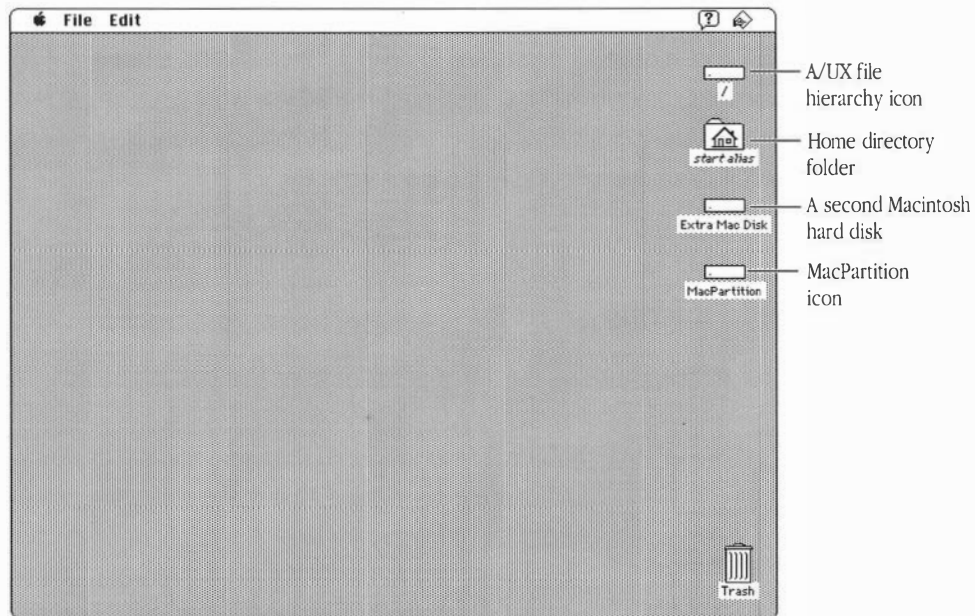 File Edit
/
A/UX file
hierarchy icon
start alias
Home directory
folder
Extra Mac Disk
A second Macintosh
hard disk
MacPartition
MacPartition
icon
Trash